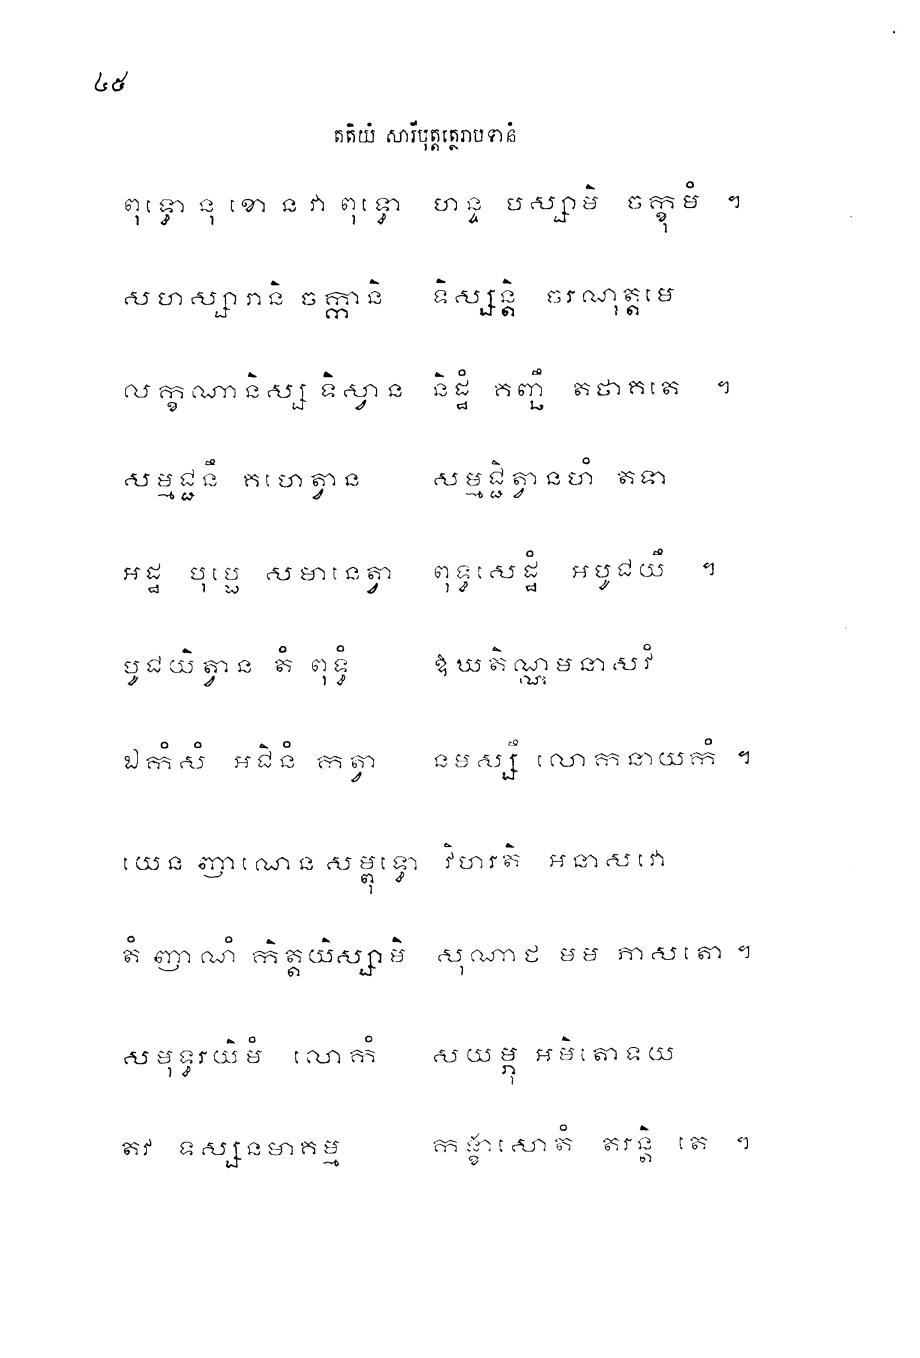 ៤៥
តតិយំ សារីបុត្តត្ថេរាបទានំ
ពុទ្ធោ នុ ខោ ន វា ពុទ្ធោ ហន្ទ បស្សាមិ ចក្ខុមំ ។
សហស្សារានិ ចក្កានិ ទិស្សន្តិ ចរណុត្តមេ
លក្ខណានិស្ស ទិស្វាន និដ្ឋំ គញ្ឆឹ តថាគតេ ។
សម្មជ្ជនឹ គហេត្វាន សម្មជ្ជិត្វានហំ តទា
អដ្ឋ បុប្ផេ សមានេត្វា ពុទ្ធសេដ្ឋំ អបូជយឹ ។
បូជយិត្វាន តំ ពុទ្ធំ ឱឃតិណ្ណមនាសវំ
ឯកំសំ អជិនំ កត្វា នមស្សឹ លោកនាយកំ ។
យេន ញាណេន សម្ពុទ្ធោ វិហរតិ អនាសវោ
តំ ញាណំ កិត្តយិស្សាមិ សុណាថ មម ភាសតោ ។
សមុទ្ធរយិមំ លោកំ សយម្ភុ អមិតោទយ
តវ ទស្សនមាគម្ម កង្ខាសោតំ តរន្តិ តេ ។